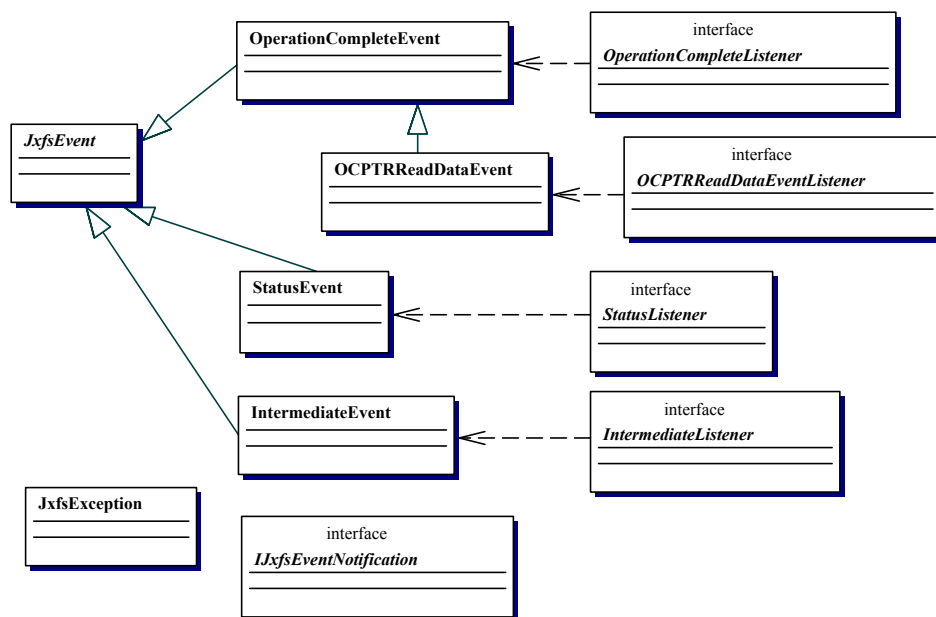 OperationCompleteEvent
interface
OperationCompleteListener
JxfsEvent
OCPTRReadDataEvent
interface
OCPTRReadDataEventListener
StatusEvent
interface
StatusListener
IntermediateEvent
interface
IntermediateListener
JxfsException
interface
IJxfsEventNotification